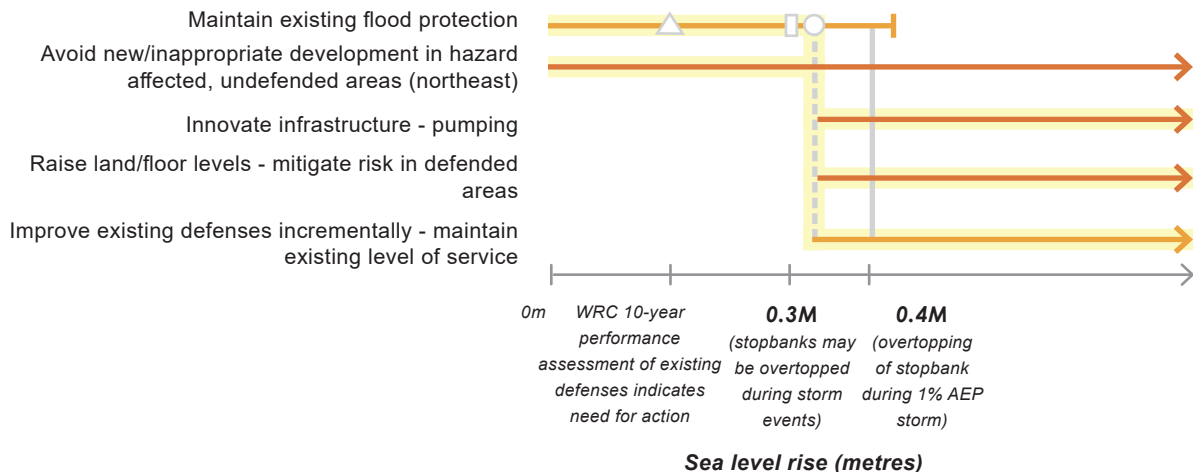 Maintain existing flood protection
Avoid new/inappropriate development in hazard
affected, undefended areas (northeast)
Innovate infrastructure - pumping
Raise land/floor levels - mitigate risk in defended
areas
Improve existing defenses incrementally - maintain
existing level of service
0m
WRC 10-year
performance
assessment of existing
defenses indicates
need for action
0.3M
(stopbanks may
be overtopped
during storm
events)
0.4M
(overtopping
of stopbank
during 1% AEP
storm)
Sea level rise (metres)